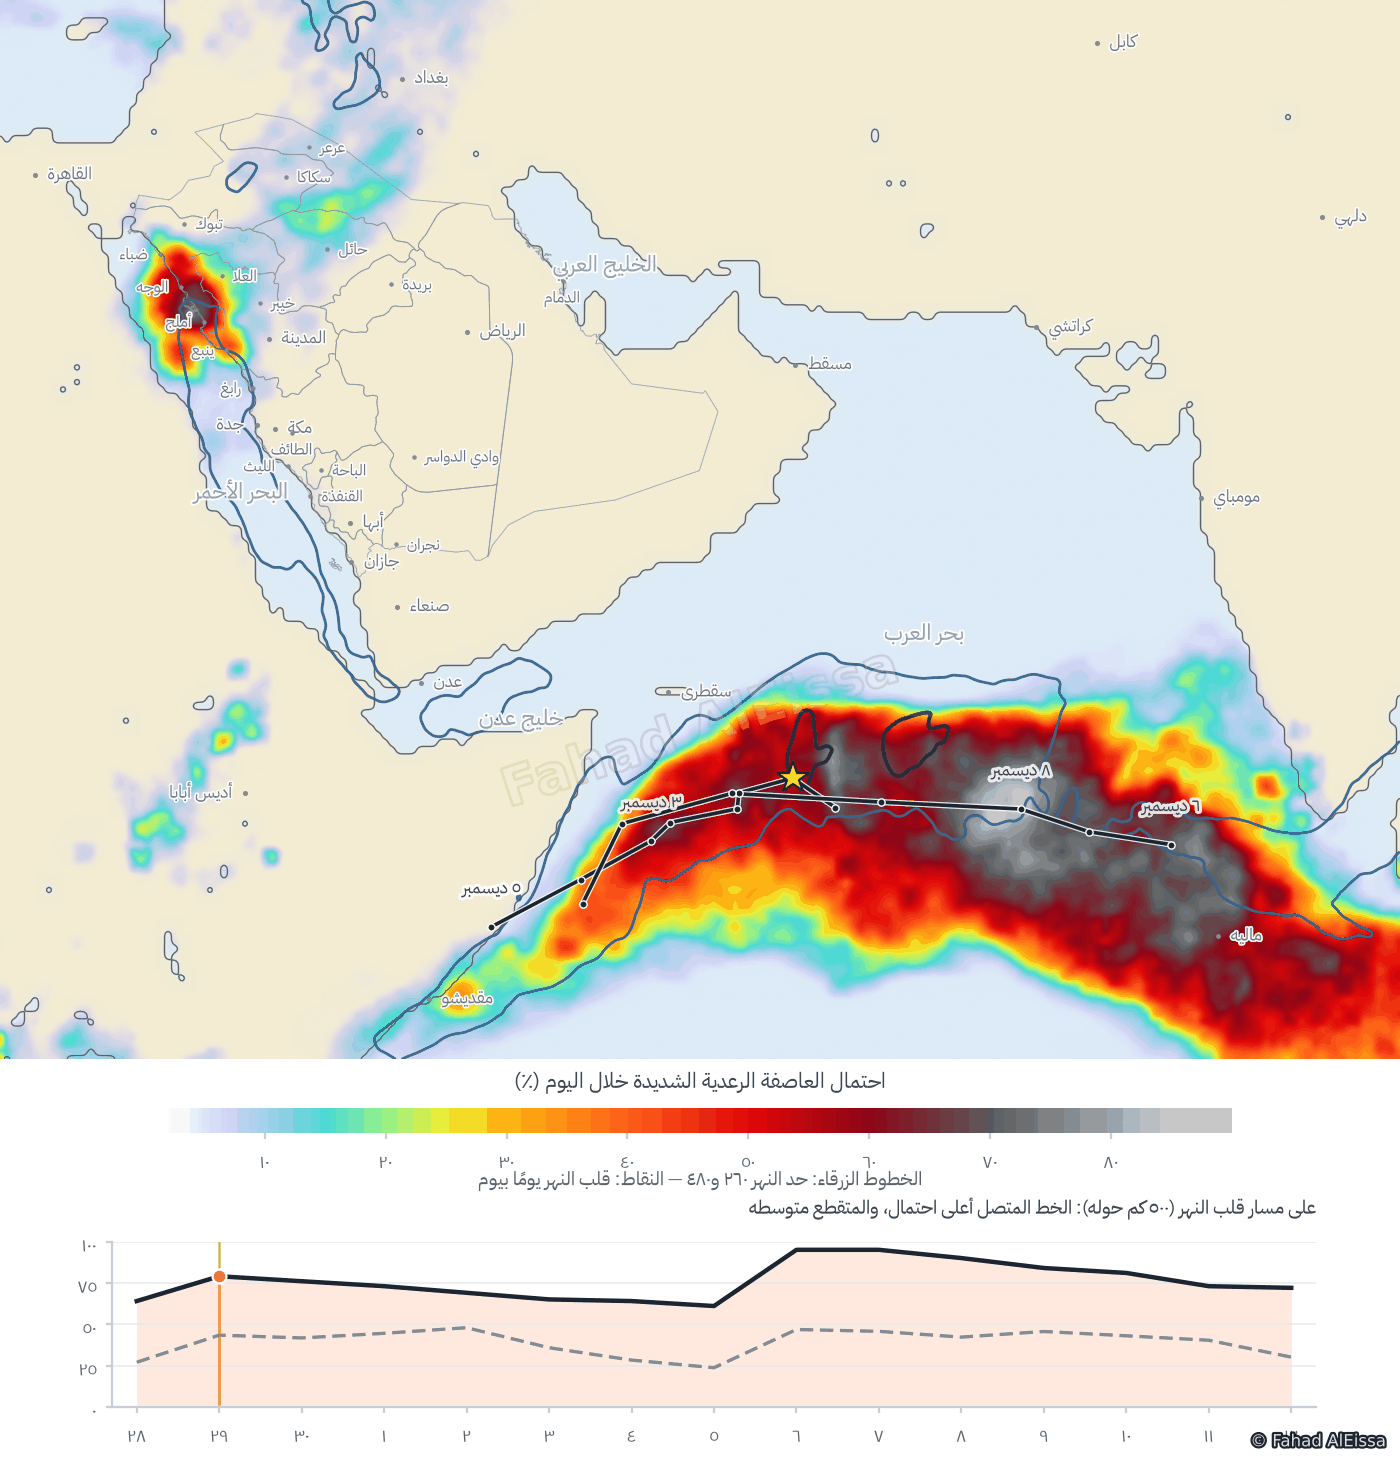 كابل
بغداد
عرعر
القاهرة
سكاكا
دلهي
تبوك
ضباء
حائل
الخليج العربي
العلا
الوجه
بريدة
الدمام
خيبر
أملج
كراتشي
الرياض
المدينة
ينبع
مسقط
رابغ
جدة
مكة
الطائف
وادي الدواسر
الليث
الباحة
البحر الأحمر
القنفذة
مومباي
أبها
نجران
جازان
صنعاء
بحر العرب
عدن
سقطرى
خليج عدن
Fahad AlEissa
٨ ديسمبر
أديس أبابا
٣ ديسمبر
٦ ديسمبر
٥ ديسمبر
ماليه
مقديشو
احتمال العاصفة الرعدية الشديدة خلال اليوم (٪)
١٠ ٢٠ ٣٠ ٤٠ ٥٠ ٦٠ ٧٠ ٨٠
الخطوط الزرقاء: حد النهر ٢٦٠ و٤٨٠ — النقاط: قلب النهر يومًا بيوم
على مسار قلب النهر (٥٠٠ كم حوله): الخط المتصل أعلى احتمال، والمتقطع متوسطه
١٠٠
٧٥
٥٠
٢٥
٠
٢٨ ٢٩ ٣٠ ١ ٢ ٣ ٤ ٥ ٦ ٧ ٨ ٩ ١٠ ١١
© Fahad AlEissa